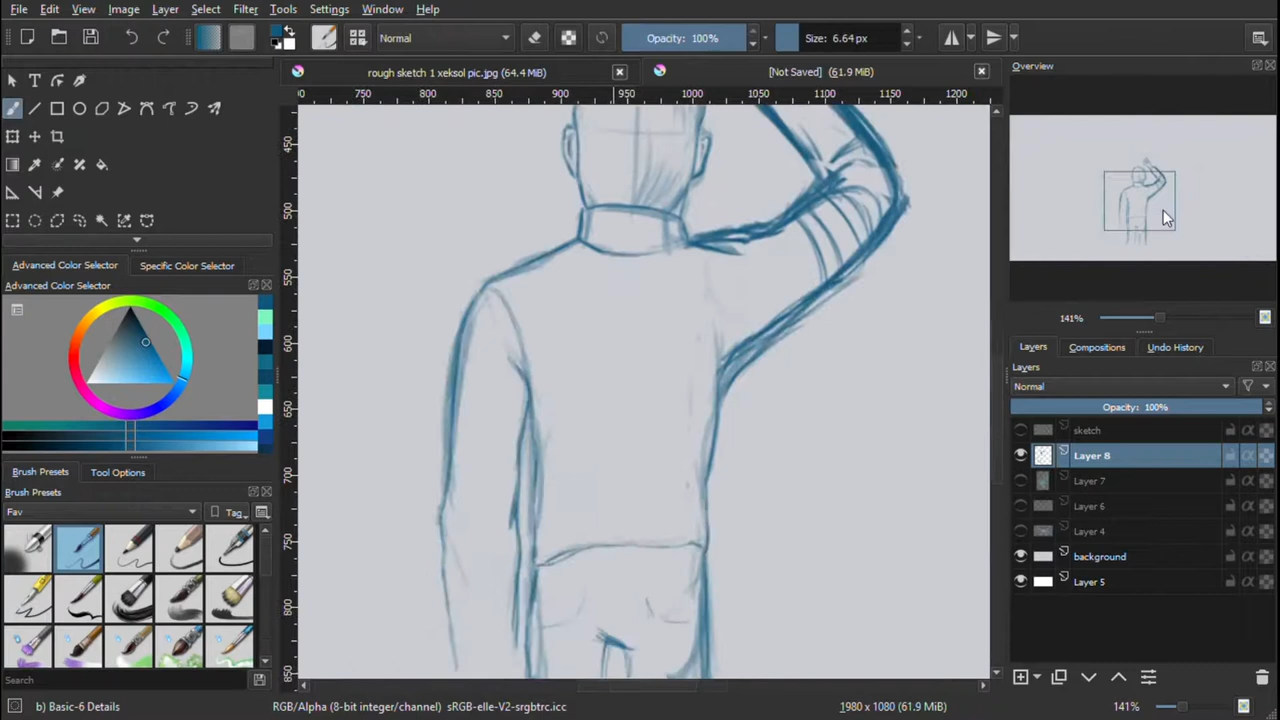 File Edit View Image Layer Select Filter Tools Settings Window Help
Normal Opacity: 100% Size: 6.64 px
rough sketch 1 xeksol pic.jpg (64.4 MiB) [Not Saved] (61.9 MiB)
Overview
750 800 850 900 950 1000 1050 1100 1150 1200
450
500
550
600
650
700
750
800
850
Advanced Color Selector Specific Color Selector
Advanced Color Selector
141%
Layers Compositions Undo History
Layers
Normal
Opacity: 100%
sketch
Layer 8
Layer 7
Layer 6
Layer 4
background
Layer 5
Brush Presets Tool Options
Brush Presets
Fav Tag
Search
b) Basic-6 Details RGB/Alpha (8-bit integer/channel) sRGB-elle-V2-srgbtrc.icc 1980 x 1080 (61.9 MiB) 141%